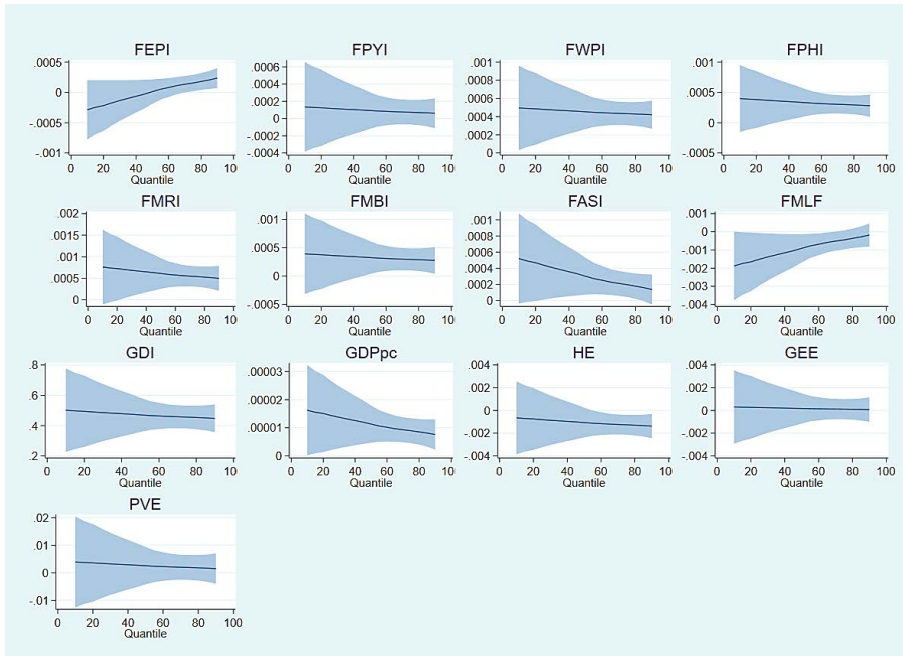 FEPI FPYI FWPI FPHI
.0005 .0006 .001 .001
0 .0004 .0008 .0005
-.0005 .0002 .0006 0
-.001 0 .0004 -.0005
-.0002 .0002
-.0004 0
0 20 40 60 80 100 0 20 40 60 80 10 0 20 40 60 80 10 0 20 40 60 80 100
Quantile Quantile Quantile Quantile
FMRI FMBI FASI FMLF
.002 .001 .001 .001
.0015 .0005 .0008 0
.001 0 .0006 -.001
.0005 -.0005 .0004 -.002
0 .0002 -.003
0 -.004
0 20 40 60 80 10 0 20 40 60 80 10 0 20 40 60 80 10 0 20 40 60 80 100
Quantile Quantile Quantile Quantile
GDI GDPpc HE GEE
.8 .00003 .004 .004
.6 .00002 .002 .002
.4 .00001 0 0
.2 0 -.002 -.002
-.004 -.004
0 20 40 60 80 100 0 20 40 60 80 10 0 20 40 60 80 10 0 20 40 60 80 100
Quantile Quantile Quantile Quantile
PVE
.02
.01
0
-.01
0 20 40 60 80 100
Quantile